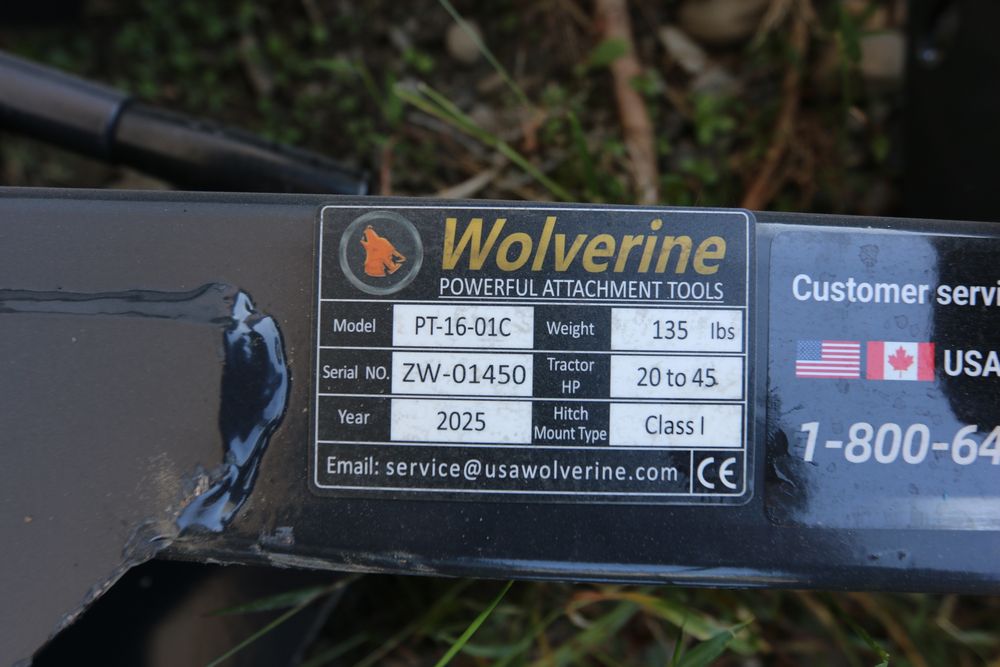 Wolverine
POWERFUL ATTACHMENT TOOLS
Model PT-16-01C Weight 135 lbs
Serial NO. ZW-01450 Tractor HP 20 to 45
Year 2025 Hitch Mount Type Class I
Email: service@usawolverine.com CE
Customer servi
USA
1-800-64